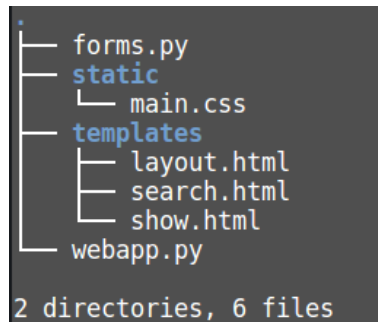 .
├── forms.py
├── static
│   └── main.css
├── templates
│   ├── layout.html
│   ├── search.html
│   └── show.html
└── webapp.py
2 directories, 6 files